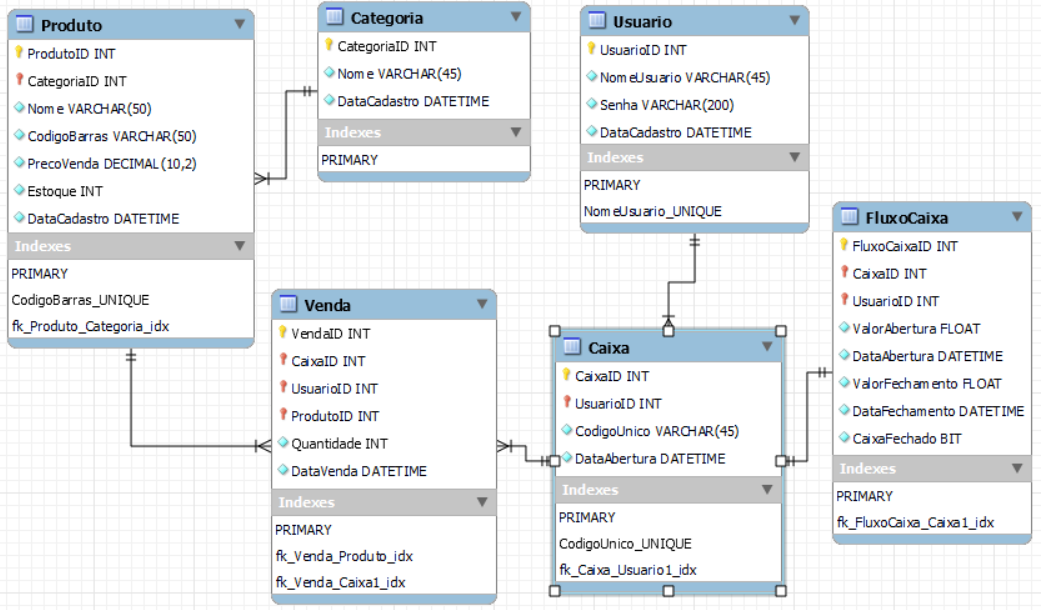 Produto
ProdutoID INT
CategoriaID INT
Nome VARCHAR(50)
CodigoBarras VARCHAR(50)
PrecoVenda DECIMAL(10,2)
Estoque INT
DataCadastro DATETIME
Indexes
PRIMARY
CodigoBarras_UNIQUE
fk_Produto_Categoria_idx
Categoria
CategoriaID INT
Nome VARCHAR(45)
DataCadastro DATETIME
Indexes
PRIMARY
Usuario
UsuarioID INT
NomeUsuario VARCHAR(45)
Senha VARCHAR(200)
DataCadastro DATETIME
Indexes
PRIMARY
NomeUsuario_UNIQUE
FluxoCaixa
FluxoCaixaID INT
CaixaID INT
UsuarioID INT
ValorAbertura FLOAT
DataAbertura DATETIME
ValorFechamento FLOAT
DataFechamento DATETIME
CaixaFechado BIT
Indexes
PRIMARY
fk_FluxoCaixa_Caixa1_idx
Venda
VendaID INT
CaixaID INT
UsuarioID INT
ProdutoID INT
Quantidade INT
DataVenda DATETIME
Indexes
PRIMARY
fk_Venda_Produto_idx
fk_Venda_Caixa1_idx
Caixa
CaixaID INT
UsuarioID INT
CodigoUnico VARCHAR(45)
DataAbertura DATETIME
Indexes
PRIMARY
CodigoUnico_UNIQUE
fk_Caixa_Usuario1_idx